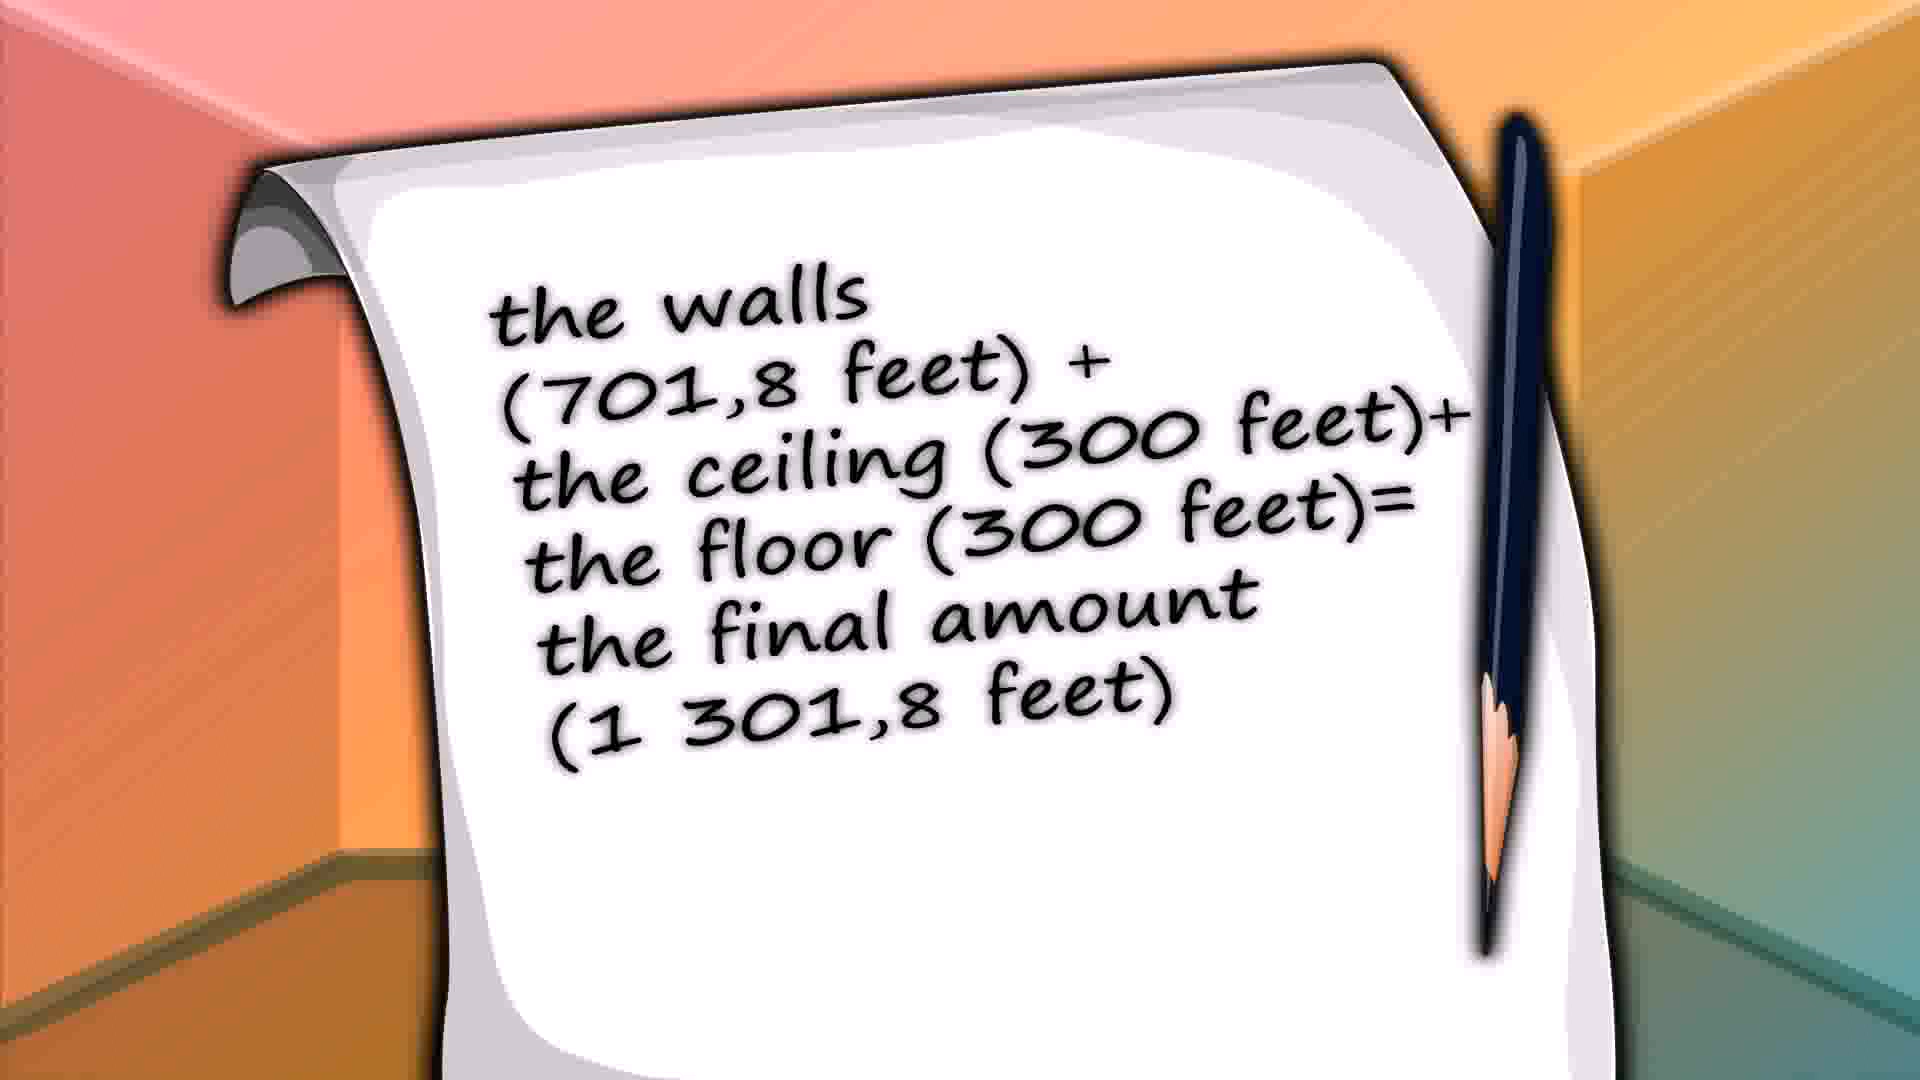 the walls
(701,8 feet) +
the ceiling (300 feet)+
the floor (300 feet)=
the final amount
(1 301,8 feet)